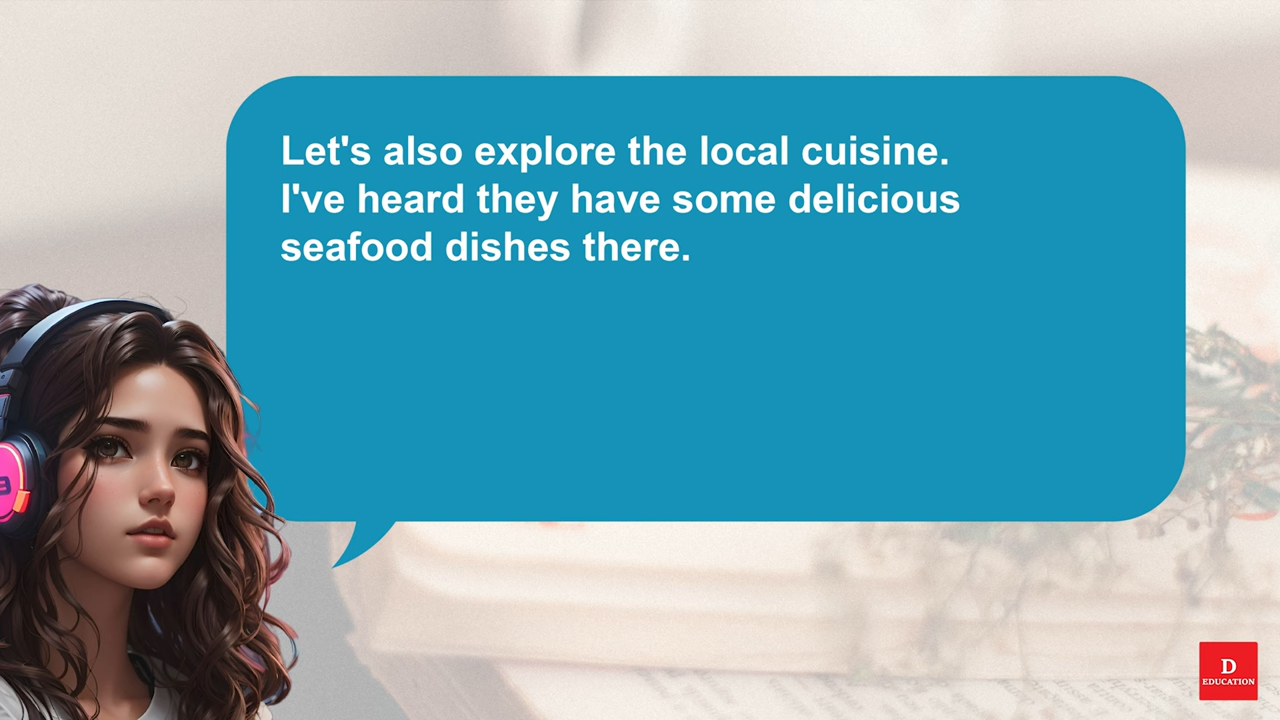 Let's also explore the local cuisine.
I've heard they have some delicious
seafood dishes there.
D
EDUCATION